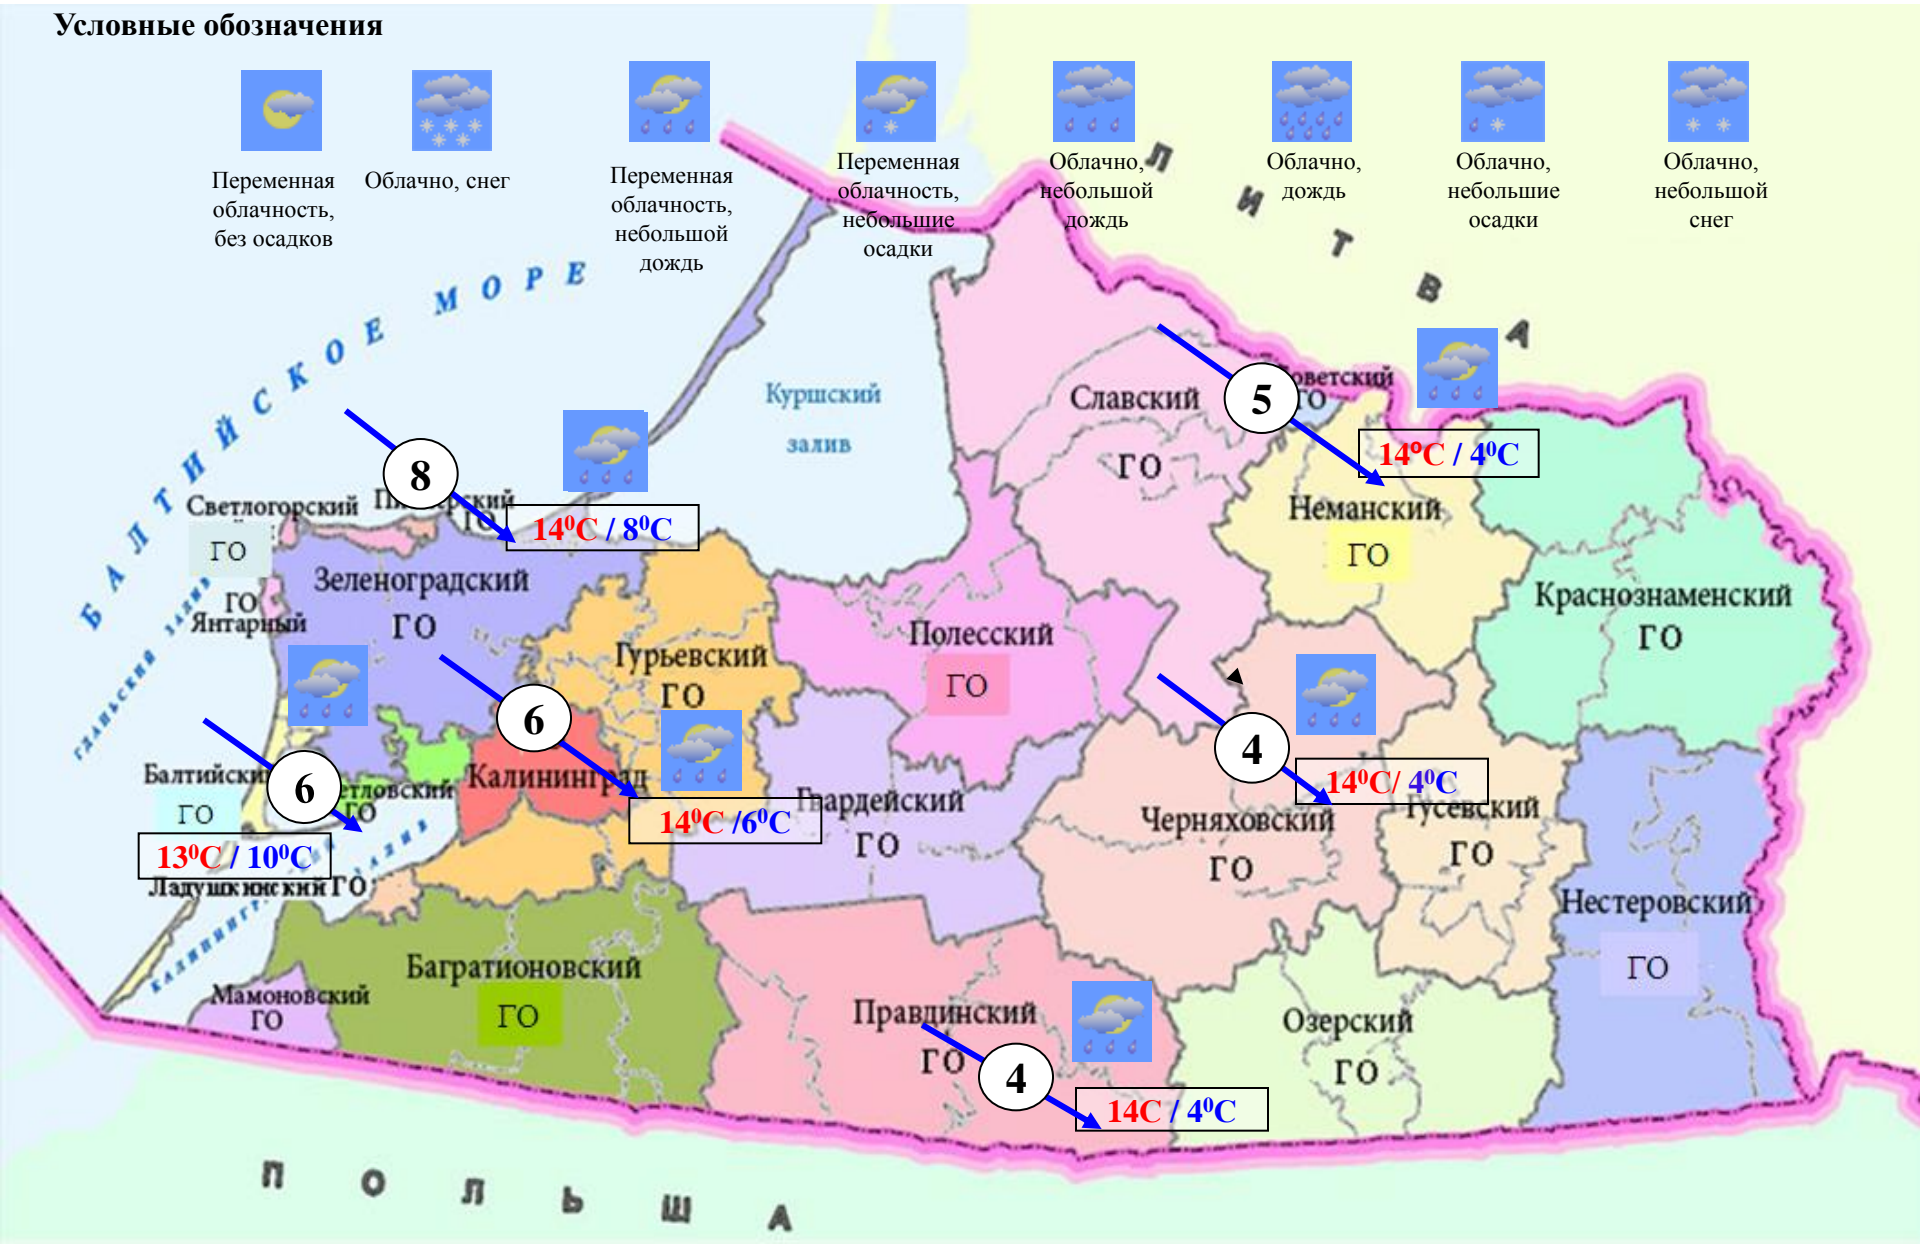 Условные обозначения
Переменная
облачность,
без осадков
Облачно, снег
Переменная
облачность,
небольшой
дождь
Переменная
облачность,
небольшие
осадки
Облачно,
небольшой
дождь
Облачно,
дождь
Облачно,
небольшие
осадки
Облачно,
небольшой
снег
ЛИТВА
БАЛТИЙСКОЕ МОРЕ
Куршский
залив
Славский
ГО
5
ГО
14⁰С / 4⁰С
Неманский
ГО
8
14⁰С / 8⁰С
Светлогорский
ГО
ГО
Зеленоградский
ГО
ГО
Янтарный
Гурьевский
ГО
Полесский
ГО
Краснознаменский
ГО
6
Калининград
14⁰С /6⁰С
6
Балтийский
ГО
ГО
13⁰С / 10⁰С
Ладушкинский ГО
Гвардейский
ГО
4
14⁰С/ 4⁰С
Черняховский
ГО
Гусевский
ГО
Нестеровский
ГО
Багратионовский
ГО
Мамоновский
ГО
Правдинский
ГО
4
14С / 4⁰С
Озерский
ГО
КАЛИНИНГРАДСКИЙ ЗАЛИВ
ПОЛЬША